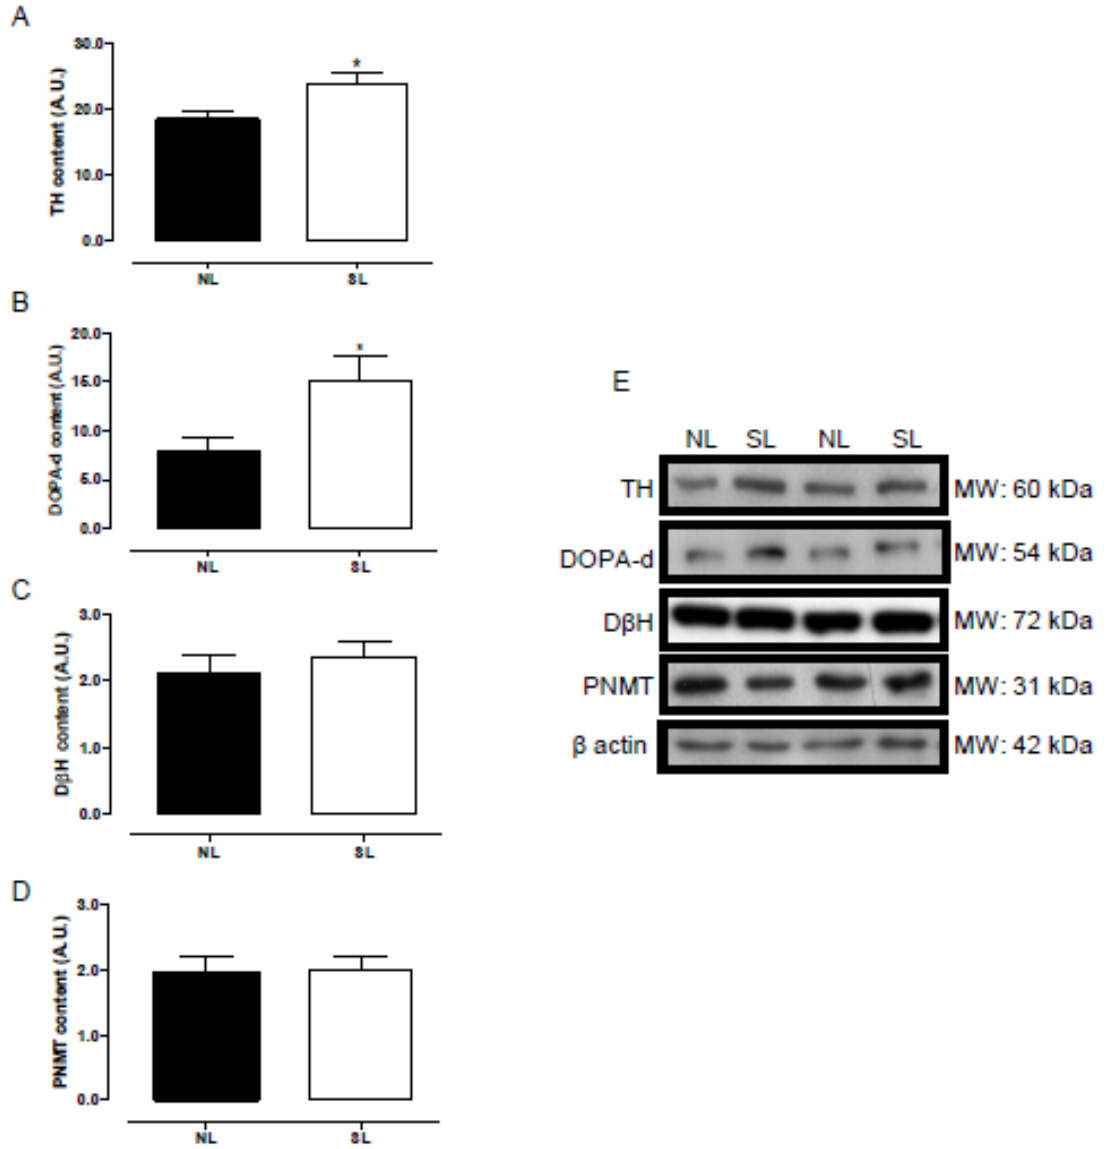 A
TH content (A.U.)
30.0
20.0
10.0
0.0
*
NL SL
B
DOPA-d content (A.U.)
20.0
15.0
10.0
5.0
0.0
*
NL SL
C
DβH content (A.U.)
3.0
2.0
1.0
0.0
NL SL
D
PNMT content (A.U.)
3.0
2.0
1.0
0.0
NL SL
E
NL SL NL SL
TH MW: 60 kDa
DOPA-d MW: 54 kDa
DβH MW: 72 kDa
PNMT MW: 31 kDa
β actin MW: 42 kDa